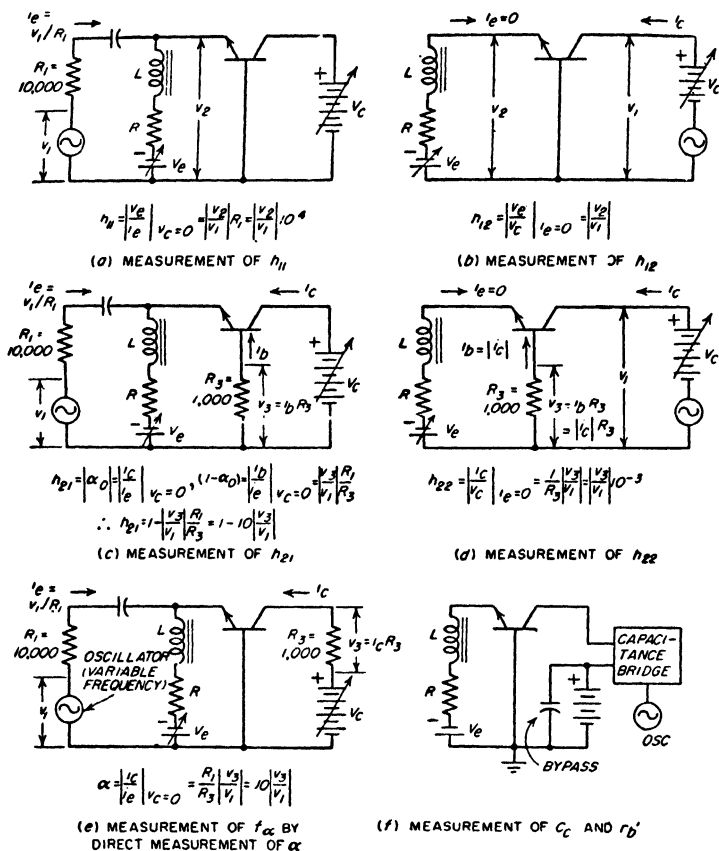 ie = v₁/R₁
R₁ = 10,000
v₁
L
R
Ve
v₂
+
Vc
h₁₁ = |ve/ie| vc=0 = |v₂/v₁| R₁ = |v₂/v₁| 10⁴
(a) MEASUREMENT OF h₁₁
ie=0
ic
L
R
Ve
v₂
v₁
+
Vc
h₁₂ = |ve/vc| ie=0 = |v₂/v₁|
(b) MEASUREMENT OF h₁₂
ie = v₁/R₁
R₁ = 10,000
v₁
L
R
Ve
ib
R₃ = 1,000
v₃=ib R₃
ic
+
Vc
h₂₁ = |α₀| = |ic/ie| vc=0, (1-α₀) = |ib/ie| vc=0 = |v₃/v₁| R₁/R₃
∴ h₂₁ = 1-|v₃/v₁| R₁/R₃ = 1-10|v₃/v₁|
(c) MEASUREMENT OF h₂₁
ie=0
ic
L
R
Ve
ib=|ic|
R₃ = 1,000
v₃=ib R₃
=|ic| R₃
v₁
+
Vc
h₂₂ = |ic/vc| ie=0 = 1/R₃ |v₃/v₁| = |v₃/v₁| 10⁻³
(d) MEASUREMENT OF h₂₂
ie = v₁/R₁
R₁ = 10,000
OSCILLATOR
(VARIABLE
FREQUENCY)
v₁
L
R
Ve
ic
R₃ = 1,000
v₃=ic R₃
+
Vc
α = |ic/ie| vc=0 = R₁/R₃ |v₃/v₁| = 10|v₃/v₁|
(e) MEASUREMENT OF fα BY
DIRECT MEASUREMENT OF α
L
R
Ve
+
CAPACI-
TANCE
BRIDGE
OSC
BYPASS
(f) MEASUREMENT OF Cc AND rb'